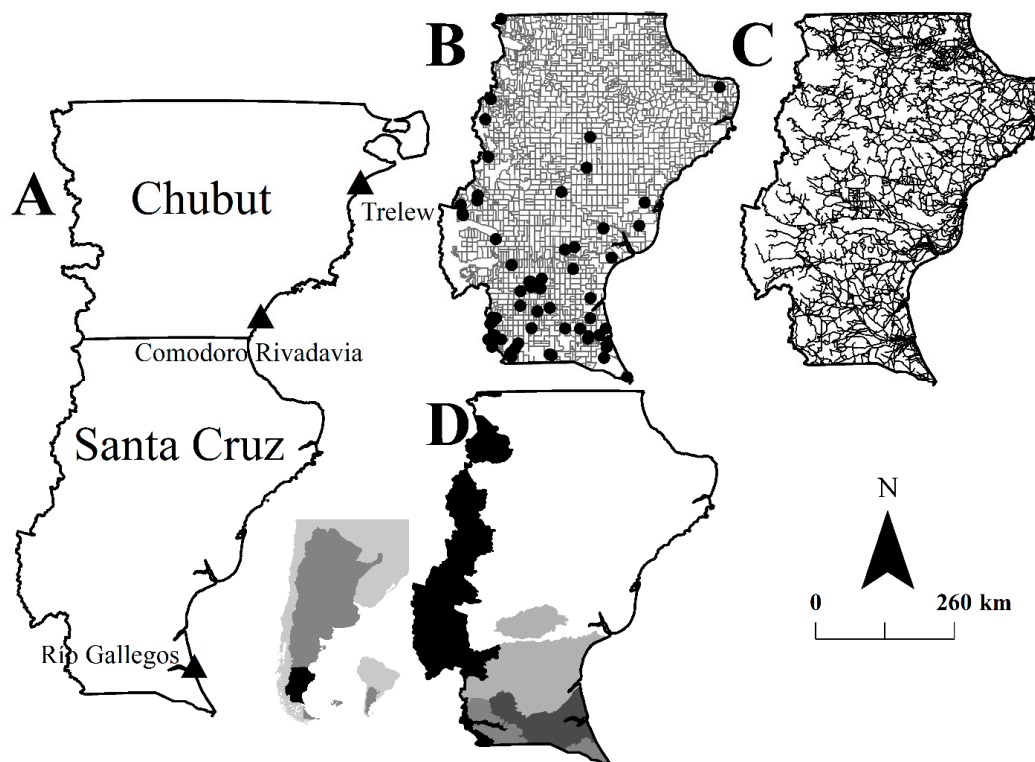 A
Chubut
Trelew
Comodoro Rivadavia
Santa Cruz
Río Gallegos
B
C
D
N
0 260 km